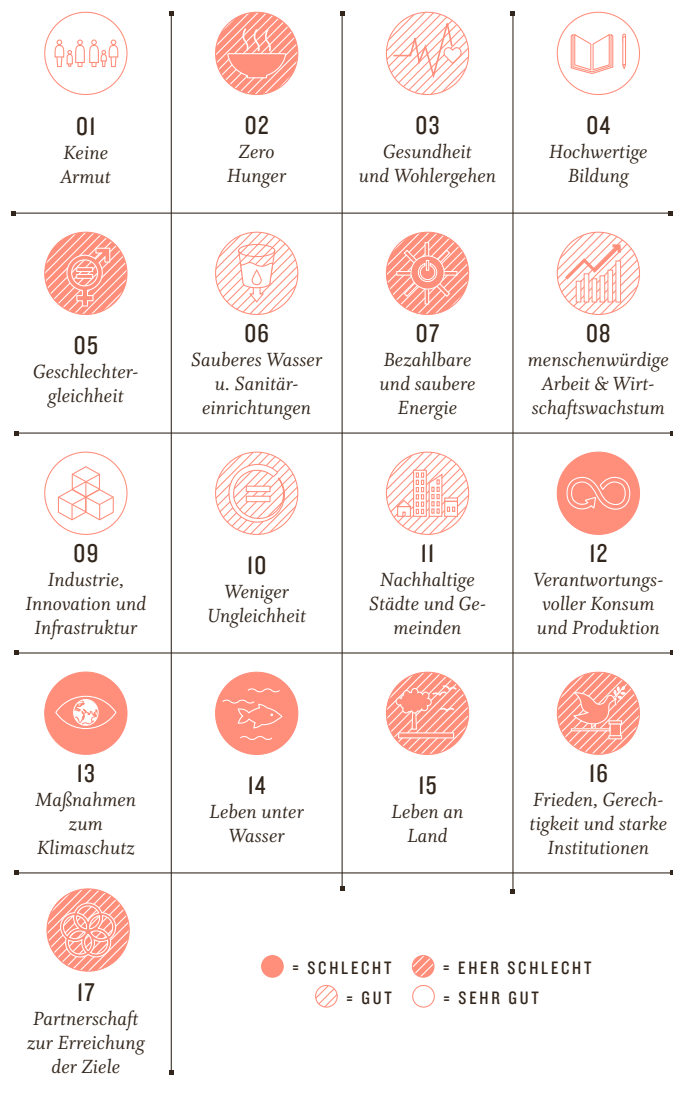 01
Keine
Armut
02
Zero
Hunger
03
Gesundheit
und Wohlergehen
04
Hochwertige
Bildung
05
Geschlechter-
gleichheit
06
Sauberes Wasser
u. Sanitär-
einrichtungen
07
Bezahlbare
und saubere
Energie
08
menschenwürdige
Arbeit & Wirt-
schaftswachstum
09
Industrie,
Innovation und
Infrastruktur
10
Weniger
Ungleichheit
11
Nachhaltige
Städte und Ge-
meinden
12
Verantwortungs-
voller Konsum
und Produktion
13
Maßnahmen
zum
Klimaschutz
14
Leben unter
Wasser
15
Leben an
Land
16
Frieden, Gerech-
tigkeit und starke
Institutionen
17
Partnerschaft
zur Erreichung
der Ziele
= SCHLECHT = EHER SCHLECHT
= GUT = SEHR GUT